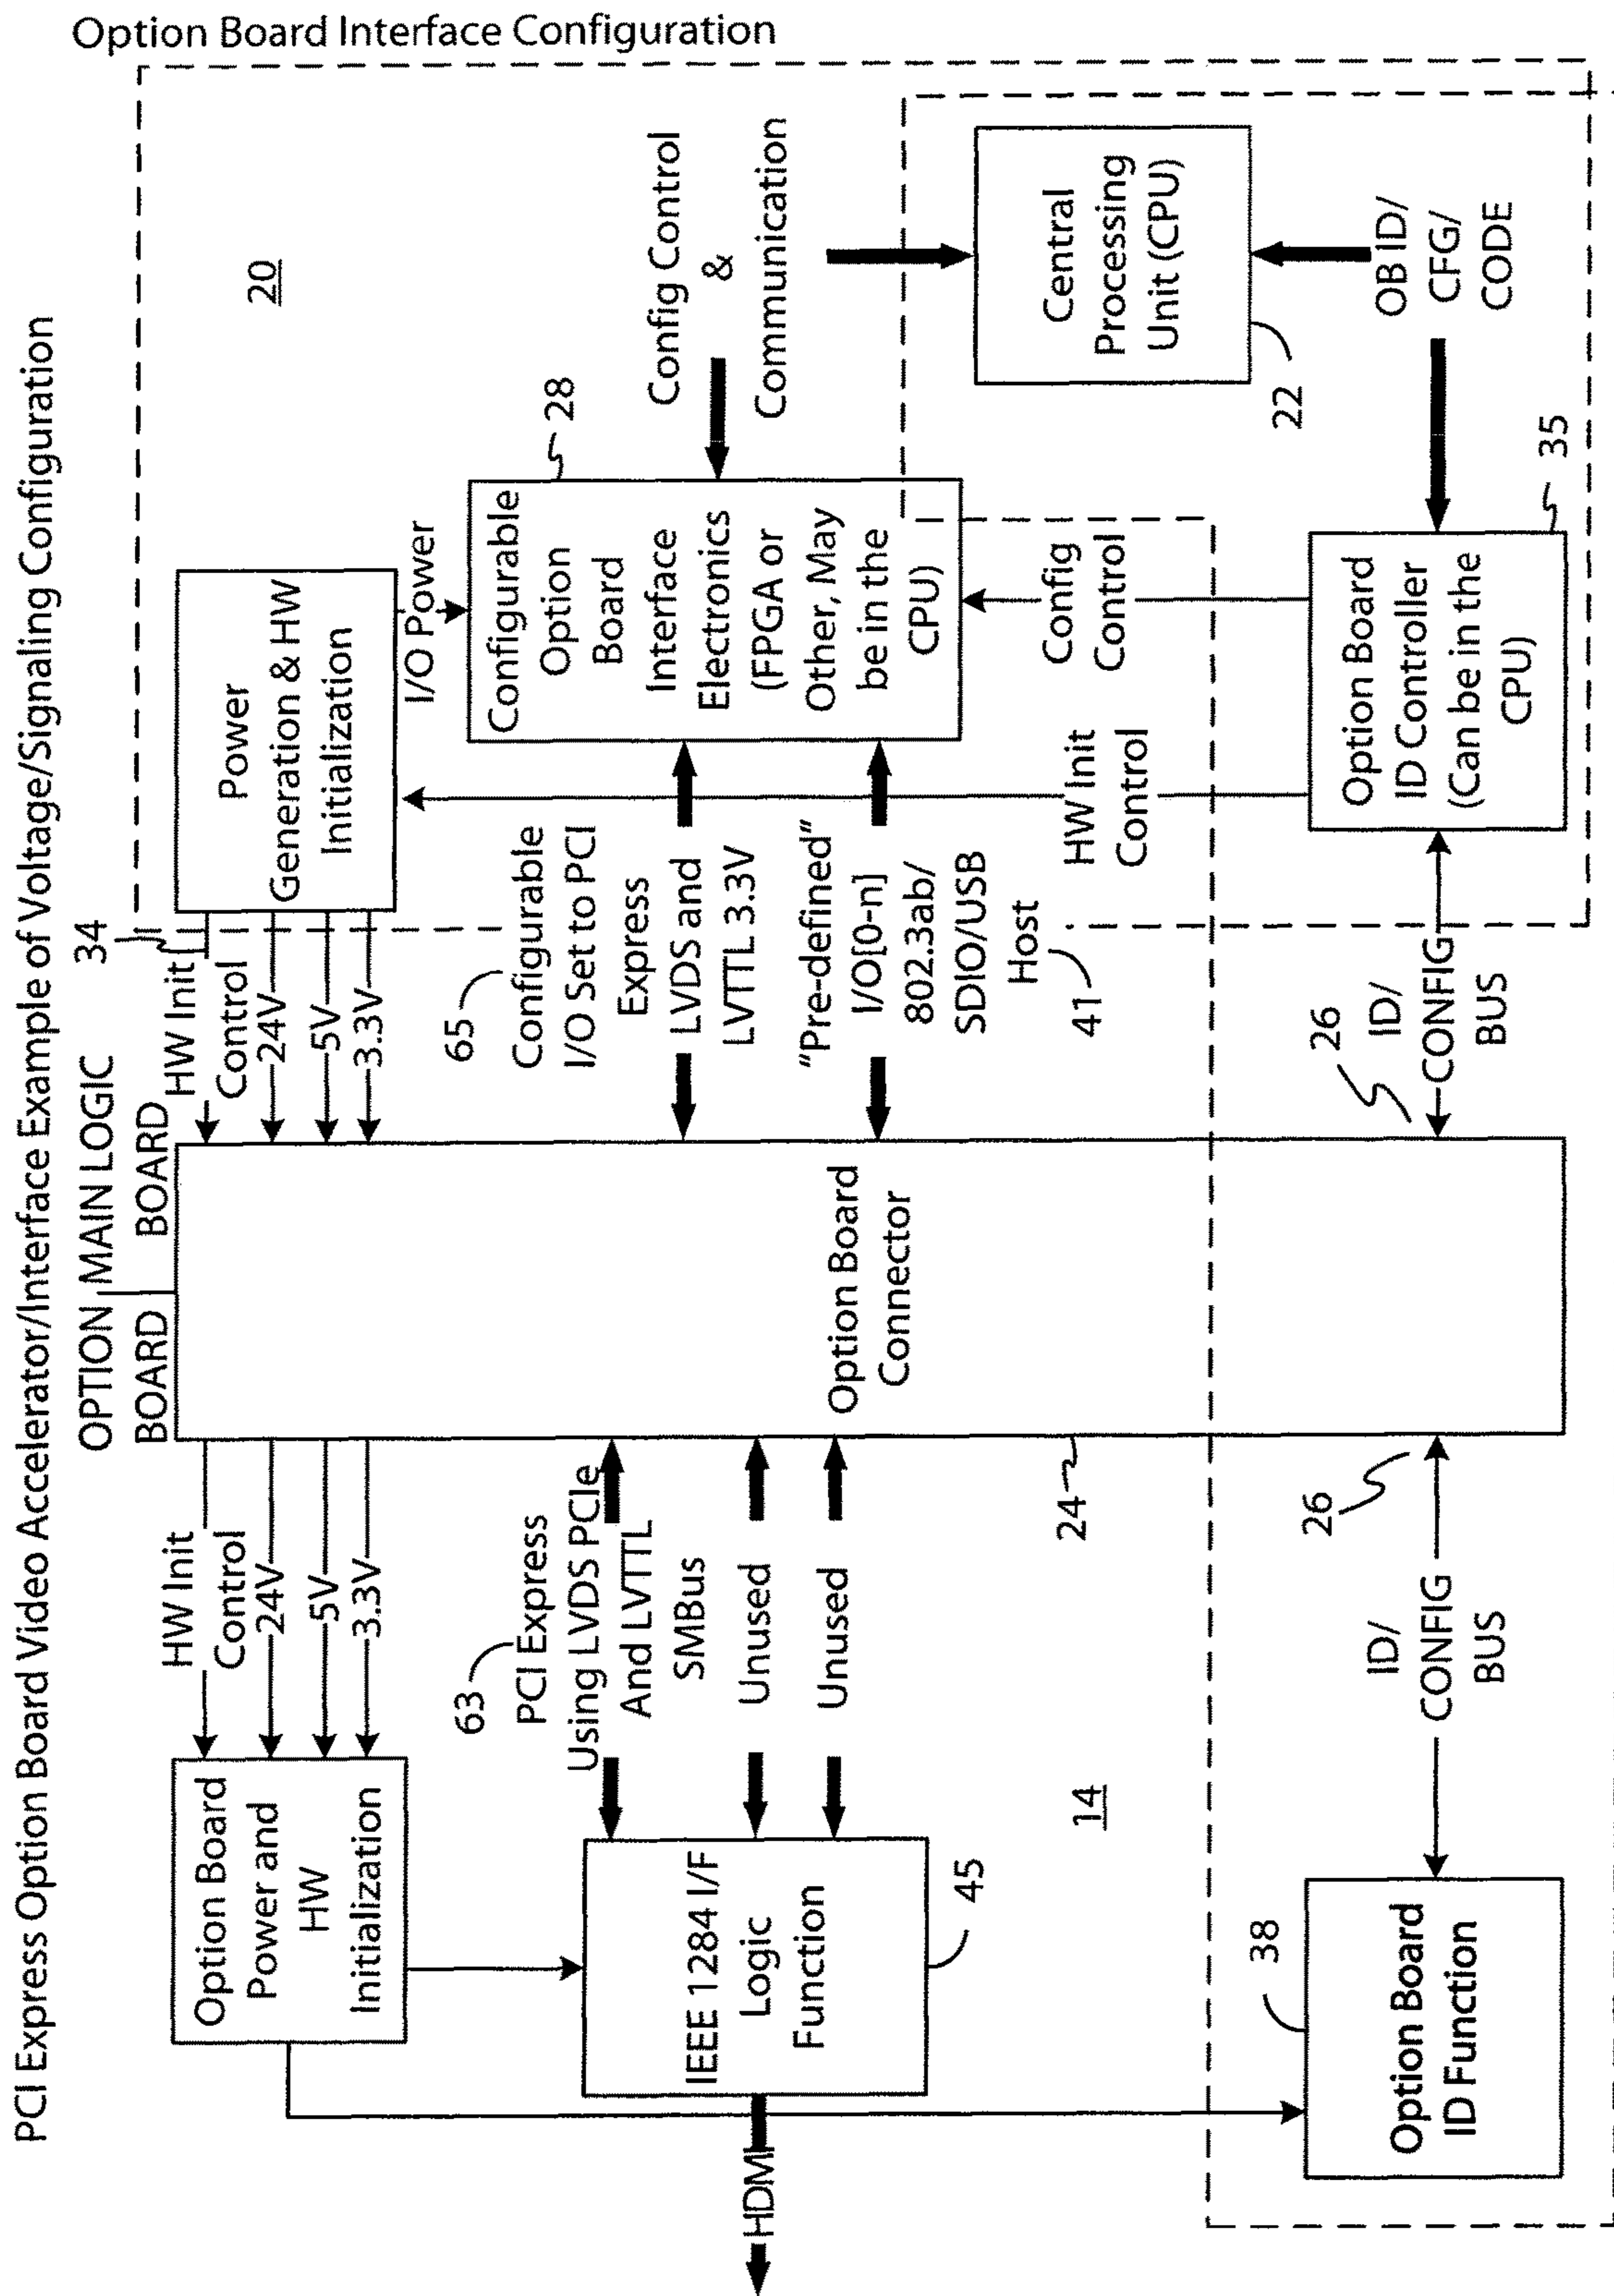 PCI Express Option Board Video Accelerator/Interface Example of Voltage/Signaling Configuration
Option Board Interface Configuration
OPTION
BOARD
MAIN LOGIC
BOARD
34
20
Option Board
Power and
HW
Initialization
HW Init
Control
24V
5V
3.3V
HW Init
Control
24V
5V
3.3V
Power
Generation & HW
Initialization
I/O Power
63
PCI Express
Using LVDS PCIe
And LVTTL
SMBus
Unused
Unused
65
Configurable
I/O Set to PCI
Express
LVDS and
LVTTL 3.3V
"Pre-defined"
I/O[0-n]
802.3ab/
SDIO/USB
Host
41
28
Configurable
Option
Board
Interface
Electronics
(FPGA or
Other, May
be in the
CPU)
Config Control
&
Communication
HDMI
IEEE 1284 I/F
Logic
Function
45
14
Option Board
Connector
24
HW Init
Control
Config
Control
Central
Processing
Unit (CPU)
22
38
Option Board
ID Function
ID/
CONFIG
BUS
26
26
ID/
CONFIG
BUS
Option Board
ID Controller
(Can be in the
CPU)
35
OB ID/
CFG/
CODE